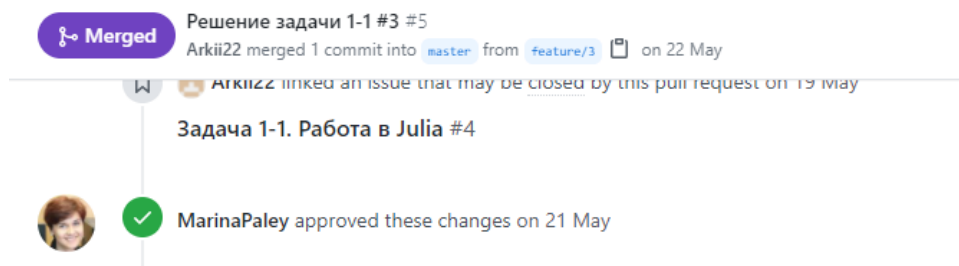 Merged
Решение задачи 1-1 #3 #5
Arkii22 merged 1 commit into master from feature/3 on 22 May
Arkii22 linked an issue that may be closed by this pull request on 19 May
Задача 1-1. Работа в Julia #4
MarinaPaley approved these changes on 21 May